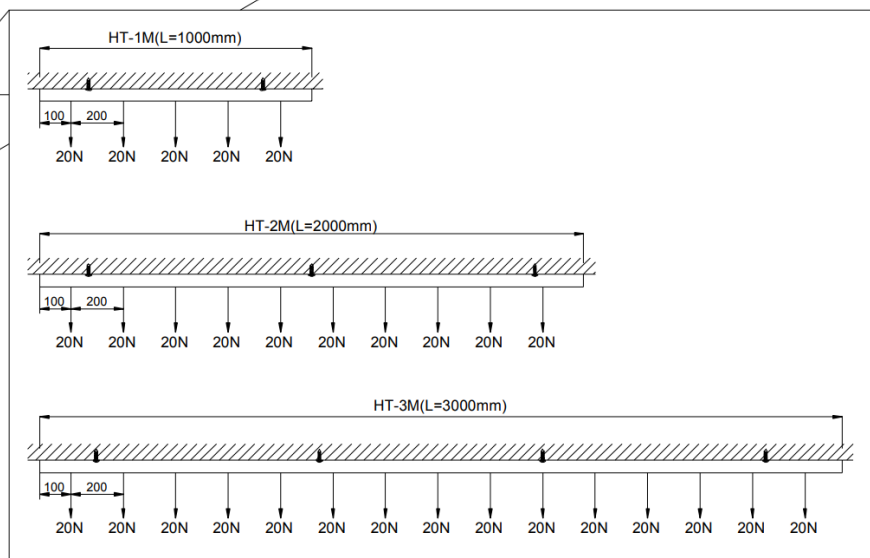 HT-1M(L=1000mm)
100 200
20N 20N 20N 20N 20N
HT-2M(L=2000mm)
100 200
20N 20N 20N 20N 20N 20N 20N 20N 20N 20N
HT-3M(L=3000mm)
100 200
20N 20N 20N 20N 20N 20N 20N 20N 20N 20N 20N 20N 20N 20N 20N